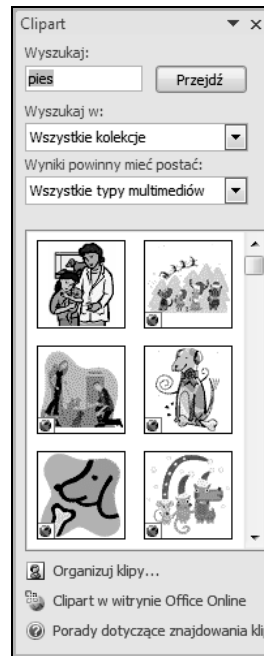 Clipart
Wyszukaj:
pies
Przejdź
Wyszukaj w:
Wszystkie kolekcje
Wyniki powinny mieć postać:
Wszystkie typy multimediów
Organizuj klipy...
Clipart w witrynie Office Online
Porady dotyczące znajdowania kli